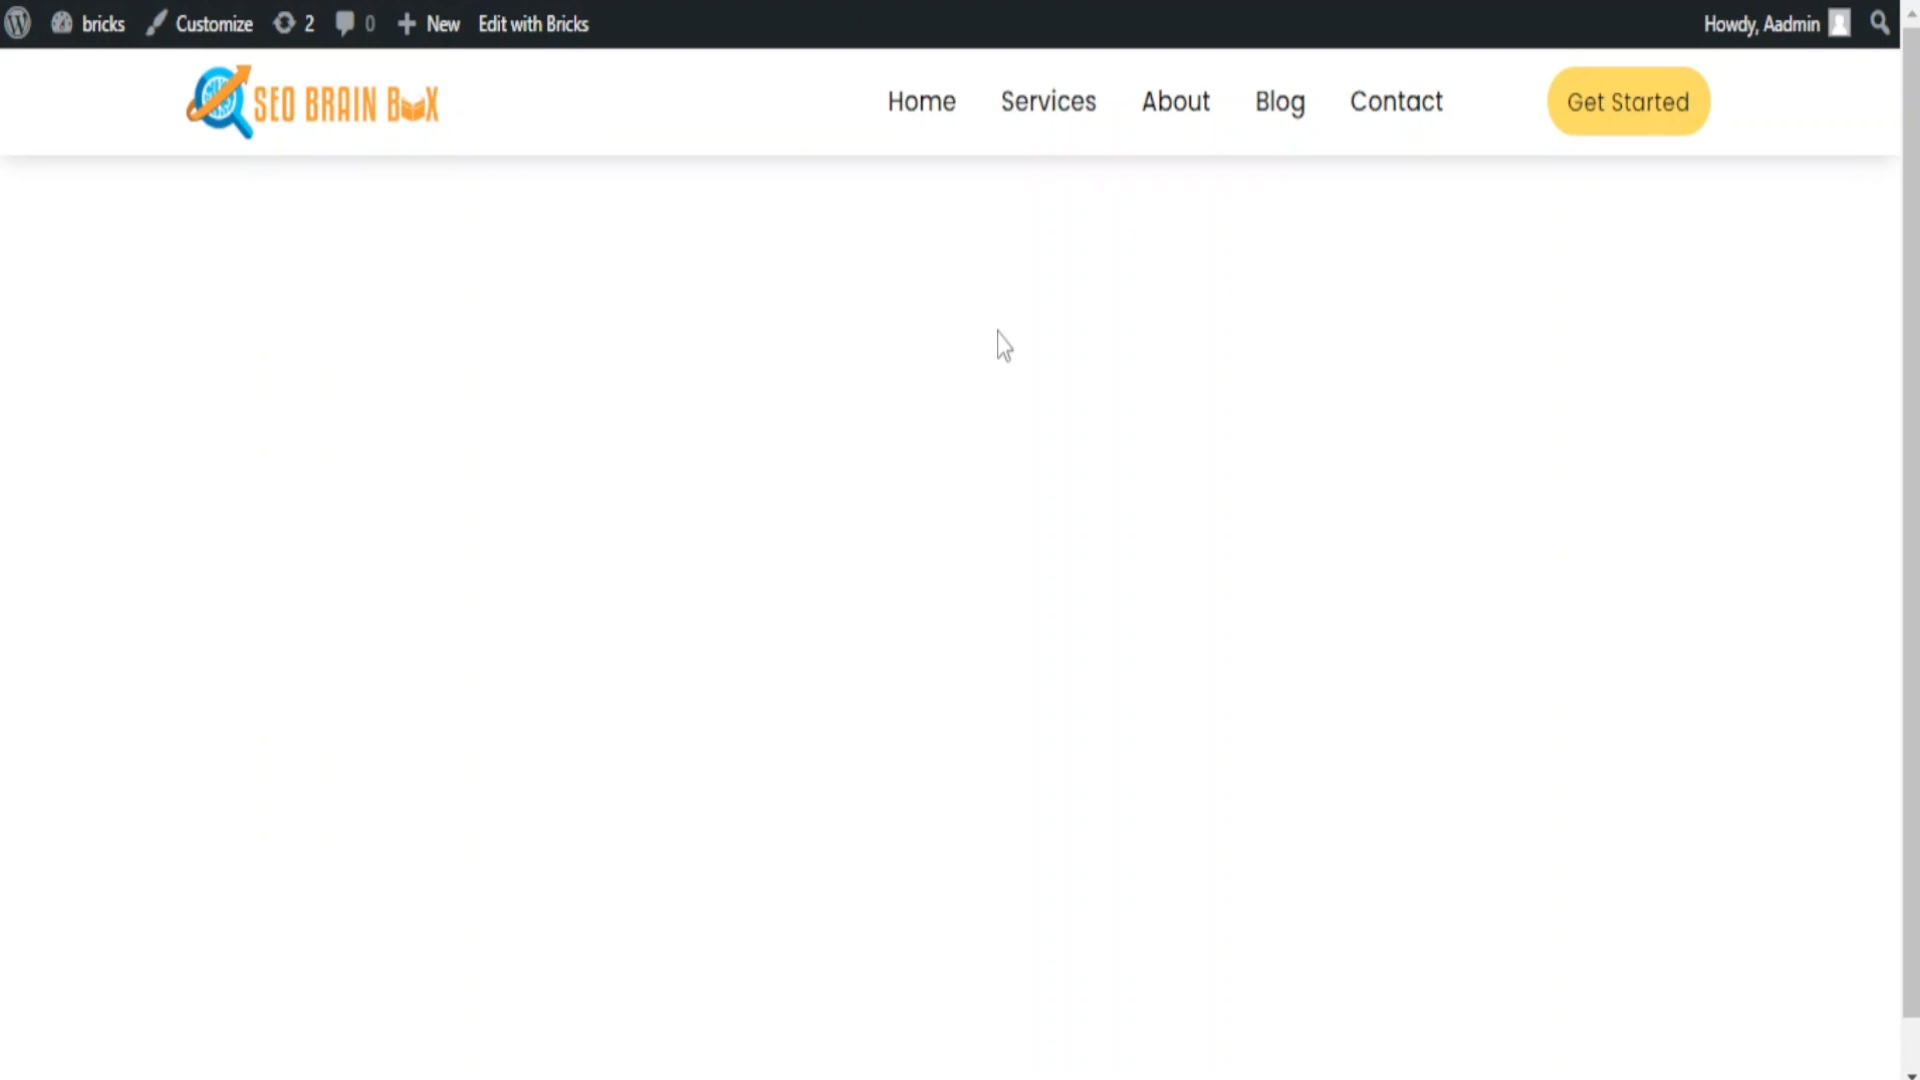 bricks Customize 2 0 New Edit with Bricks Howdy, Aadmin
SEO BRAIN BOX Home Services About Blog Contact Get Started